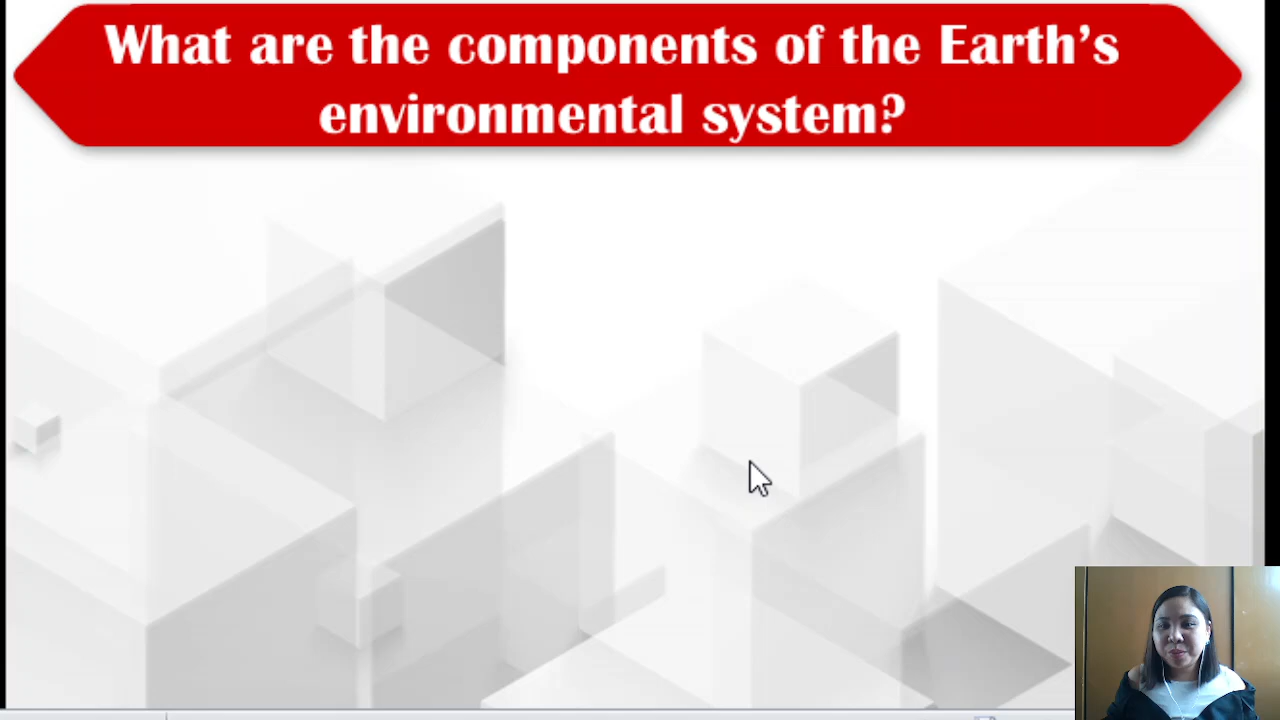 What are the components of the Earth's
environmental system?